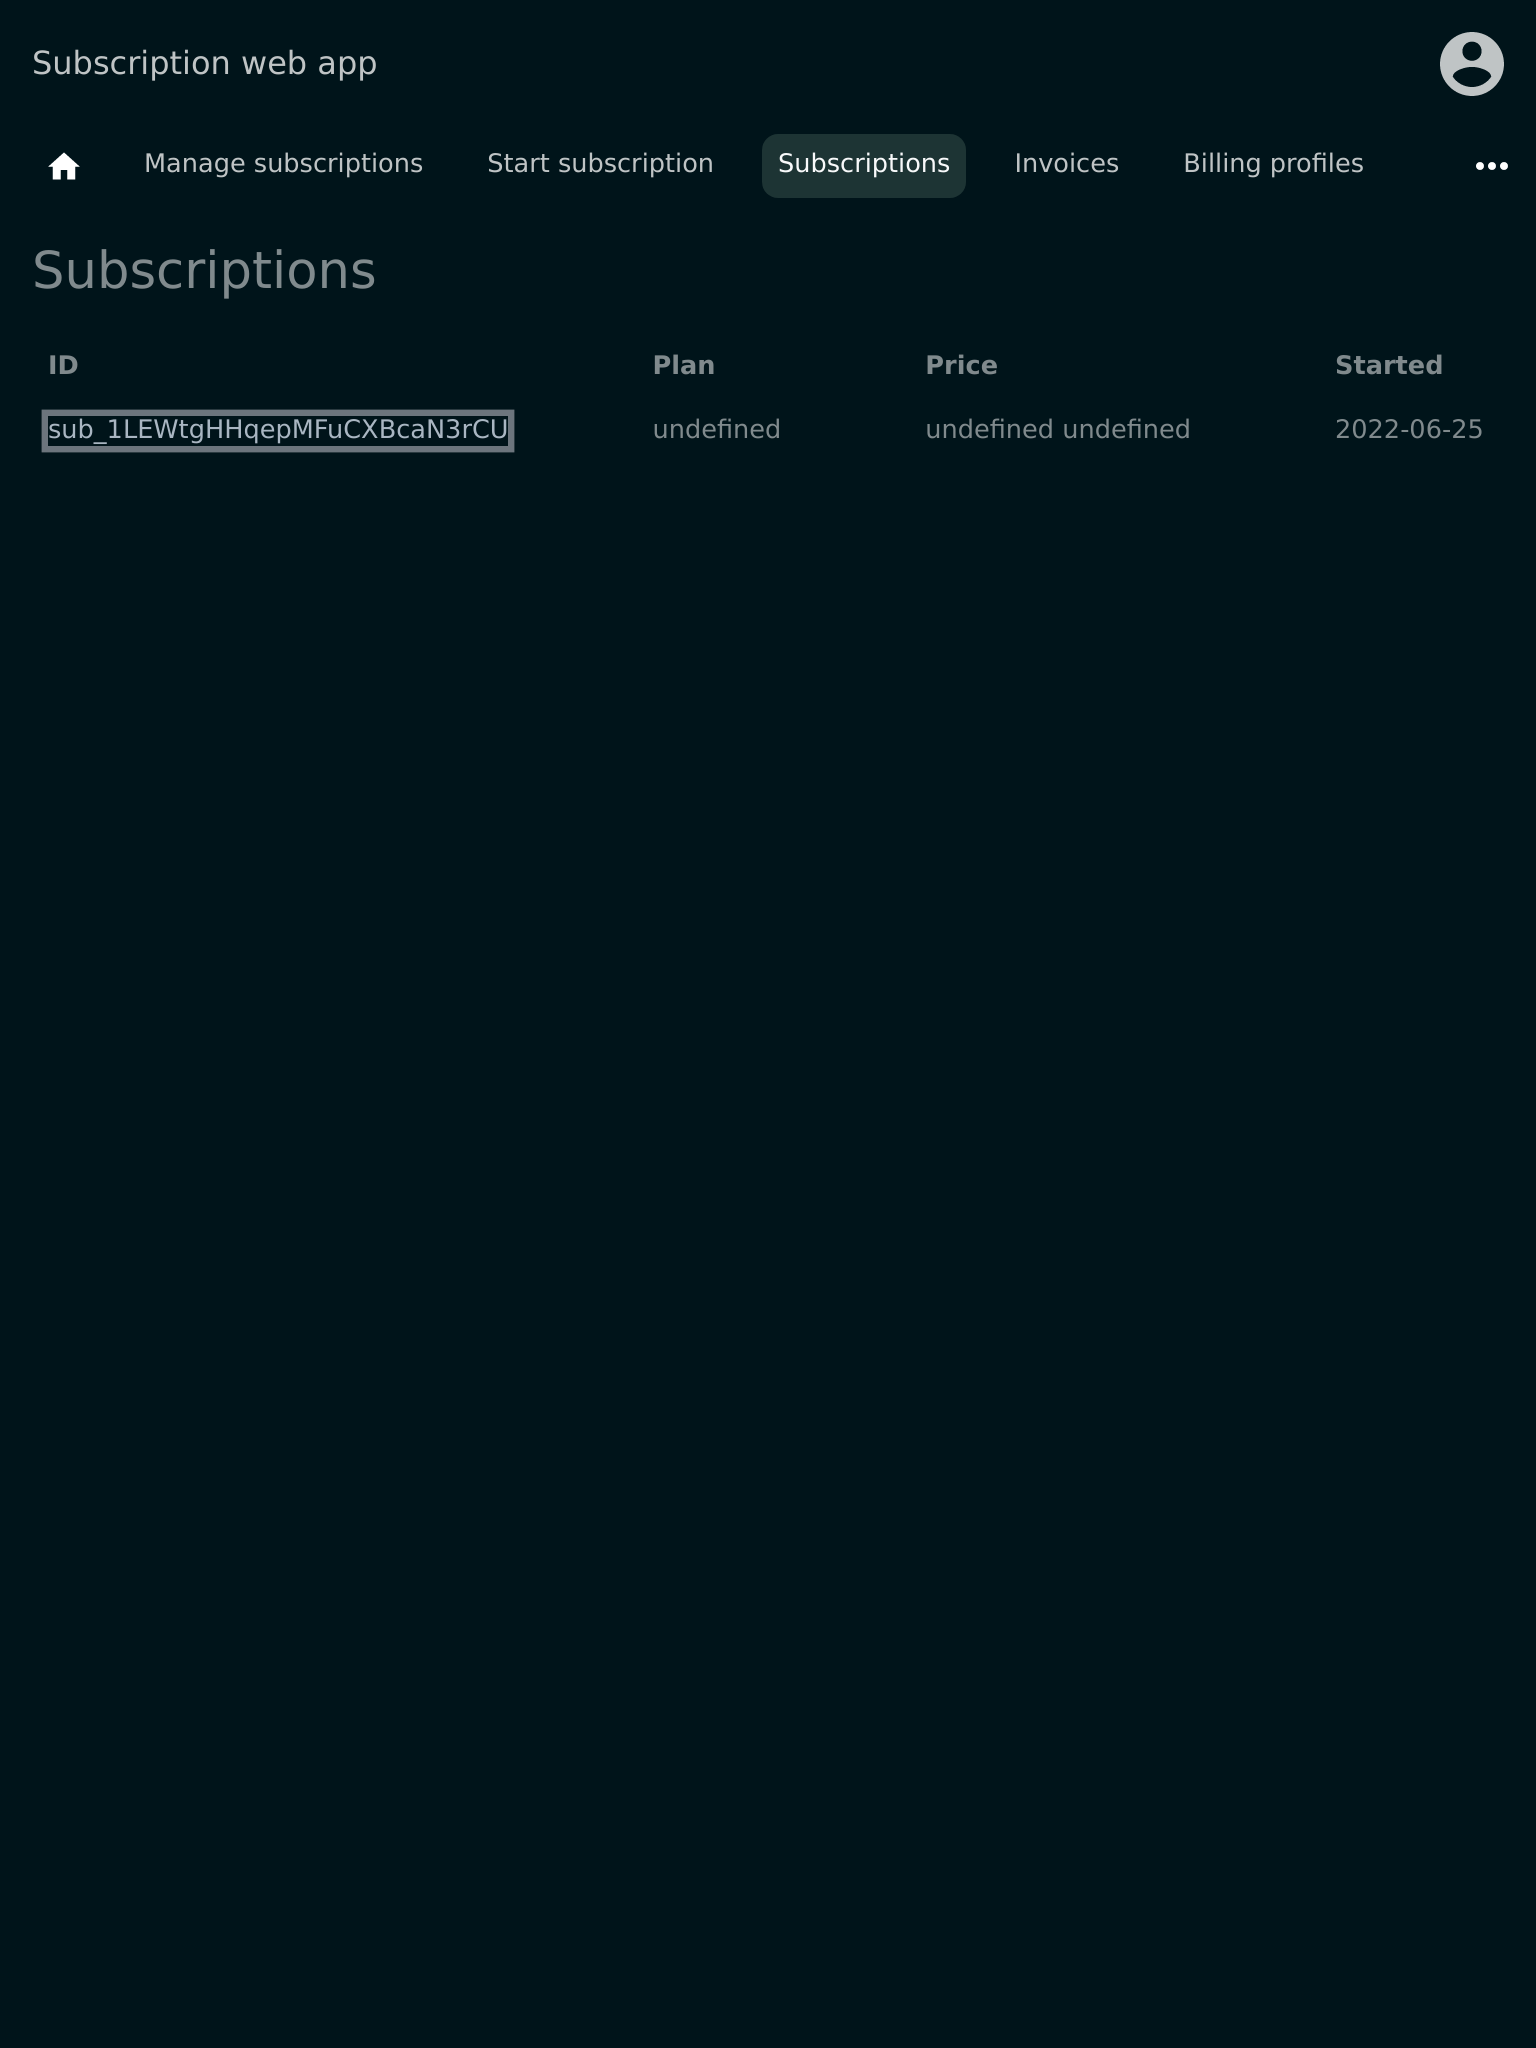 Subscription web app
Manage subscriptions Start subscription Subscriptions Invoices Billing profiles
Subscriptions
ID Plan Price Started
sub_1LEWtgHHqepMFuCXBcaN3rCU undefined undefined undefined 2022-06-25